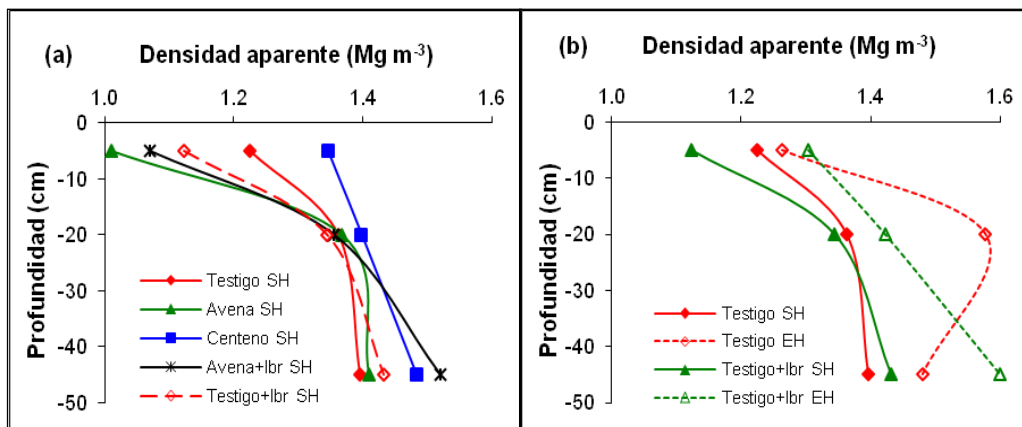 (a) Densidad aparente (Mg m-3)
1.0 1.2 1.4 1.6
0
-10
-20
-30
-40
-50
Profundidad (cm)
Testigo SH
Avena SH
Centeno SH
Avena+lbr SH
Testigo+lbr SH
(b) Densidad aparente (Mg m-3)
1.0 1.2 1.4 1.6
0
-10
-20
-30
-40
-50
Profundidad (cm)
Testigo SH
Testigo EH
Testigo+lbr SH
Testigo+lbr EH